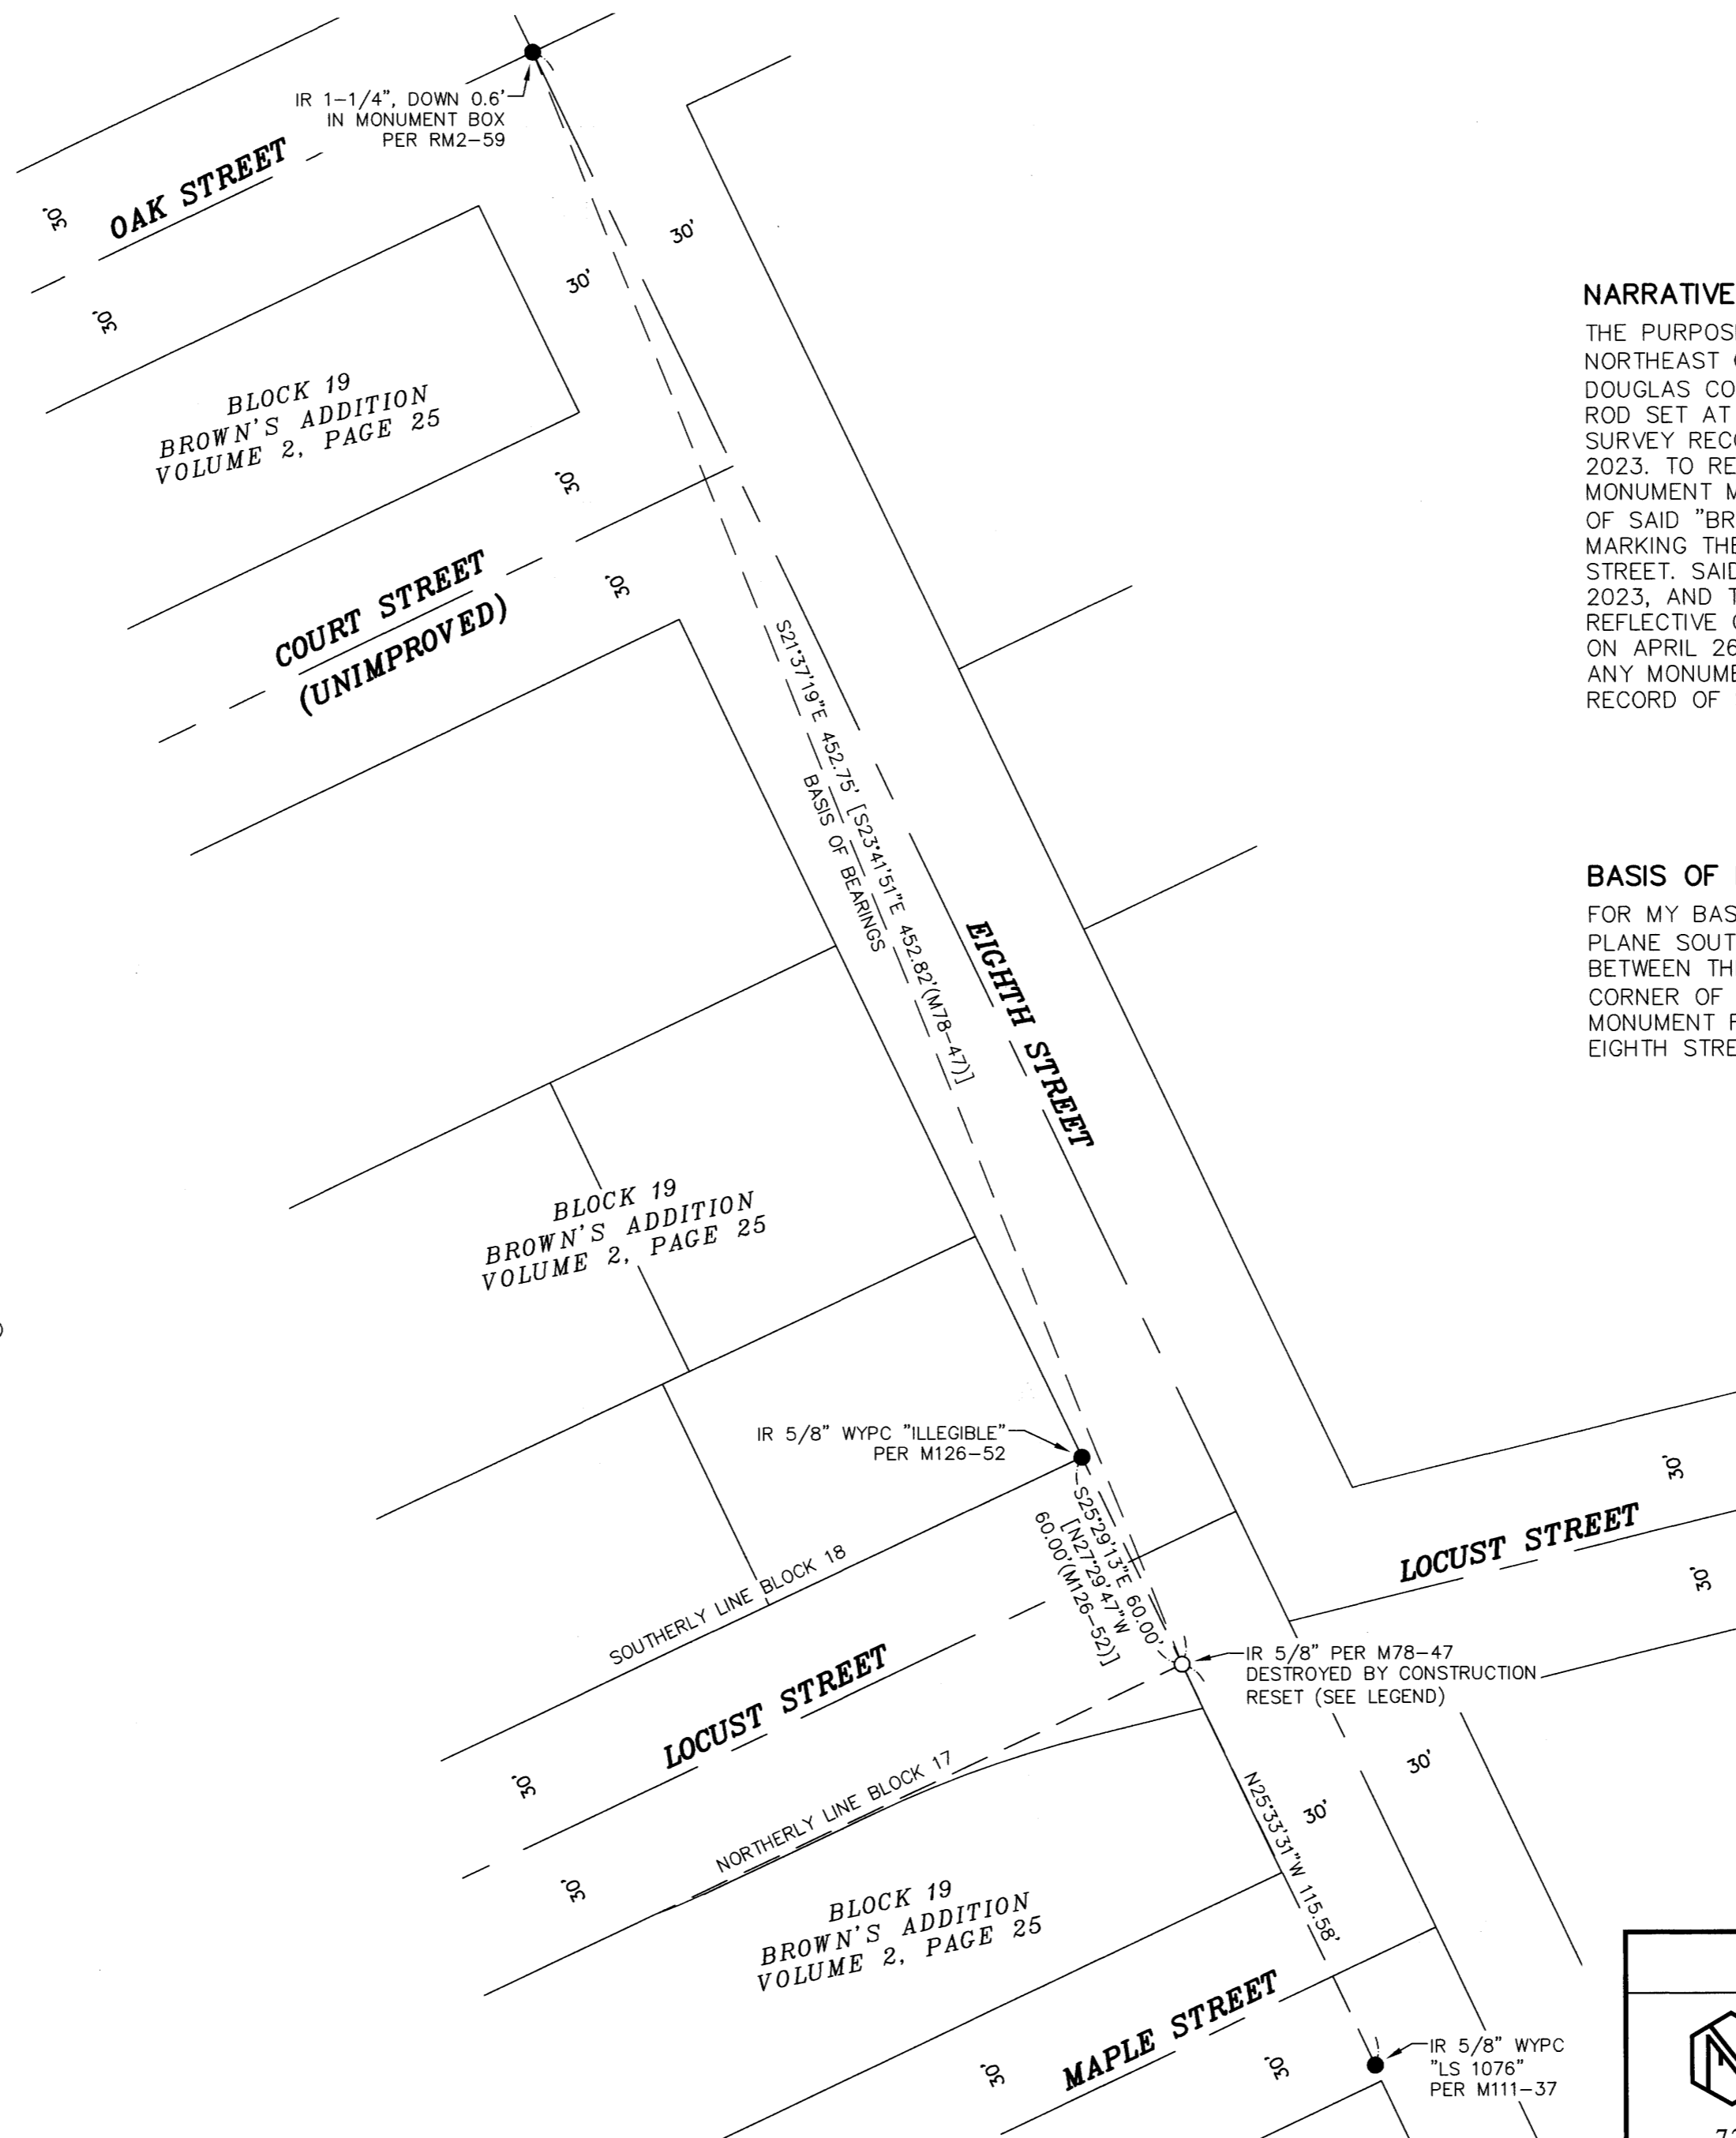 IR 1-1/4", DOWN 0.6'
IN MONUMENT BOX
PER RM2-59
OAK STREET
30'
30'
30'
30'
BLOCK 19
BROWN'S ADDITION
VOLUME 2, PAGE 25
30'
30'
COURT STREET
(UNIMPROVED)
S21°37'19"E 452.75' [S23°41'51"E 452.82'(M78-47)]
BASIS OF BEARINGS
EIGHTH STREET
NARRATIVE
THE PURPOS
NORTHEAST
DOUGLAS CO
ROD SET AT
SURVEY RECO
2023. TO RE
MONUMENT M
OF SAID "BR
MARKING THE
STREET. SAID
2023, AND T
REFLECTIVE
ON APRIL 26
ANY MONUME
RECORD OF
BASIS OF
FOR MY BAS
PLANE SOUT
BETWEEN TH
CORNER OF
MONUMENT
EIGHTH STRE
BLOCK 19
BROWN'S ADDITION
VOLUME 2, PAGE 25
IR 5/8" WYPC "ILLEGIBLE"
PER M126-52
S25°29'13"E 60.00'
[N27°29'47"W
60.00'(M126-52)]
SOUTHERLY LINE BLOCK 18
LOCUST STREET
30'
30'
LOCUST STREET
30'
30'
IR 5/8" PER M78-47
DESTROYED BY CONSTRUCTION
RESET (SEE LEGEND)
NORTHERLY LINE BLOCK 17
N25°33'31"W 115.58'
30'
30'
BLOCK 19
BROWN'S ADDITION
VOLUME 2, PAGE 25
MAPLE STREET
30'
30'
IR 5/8" WYPC
"LS 1076"
PER M111-37